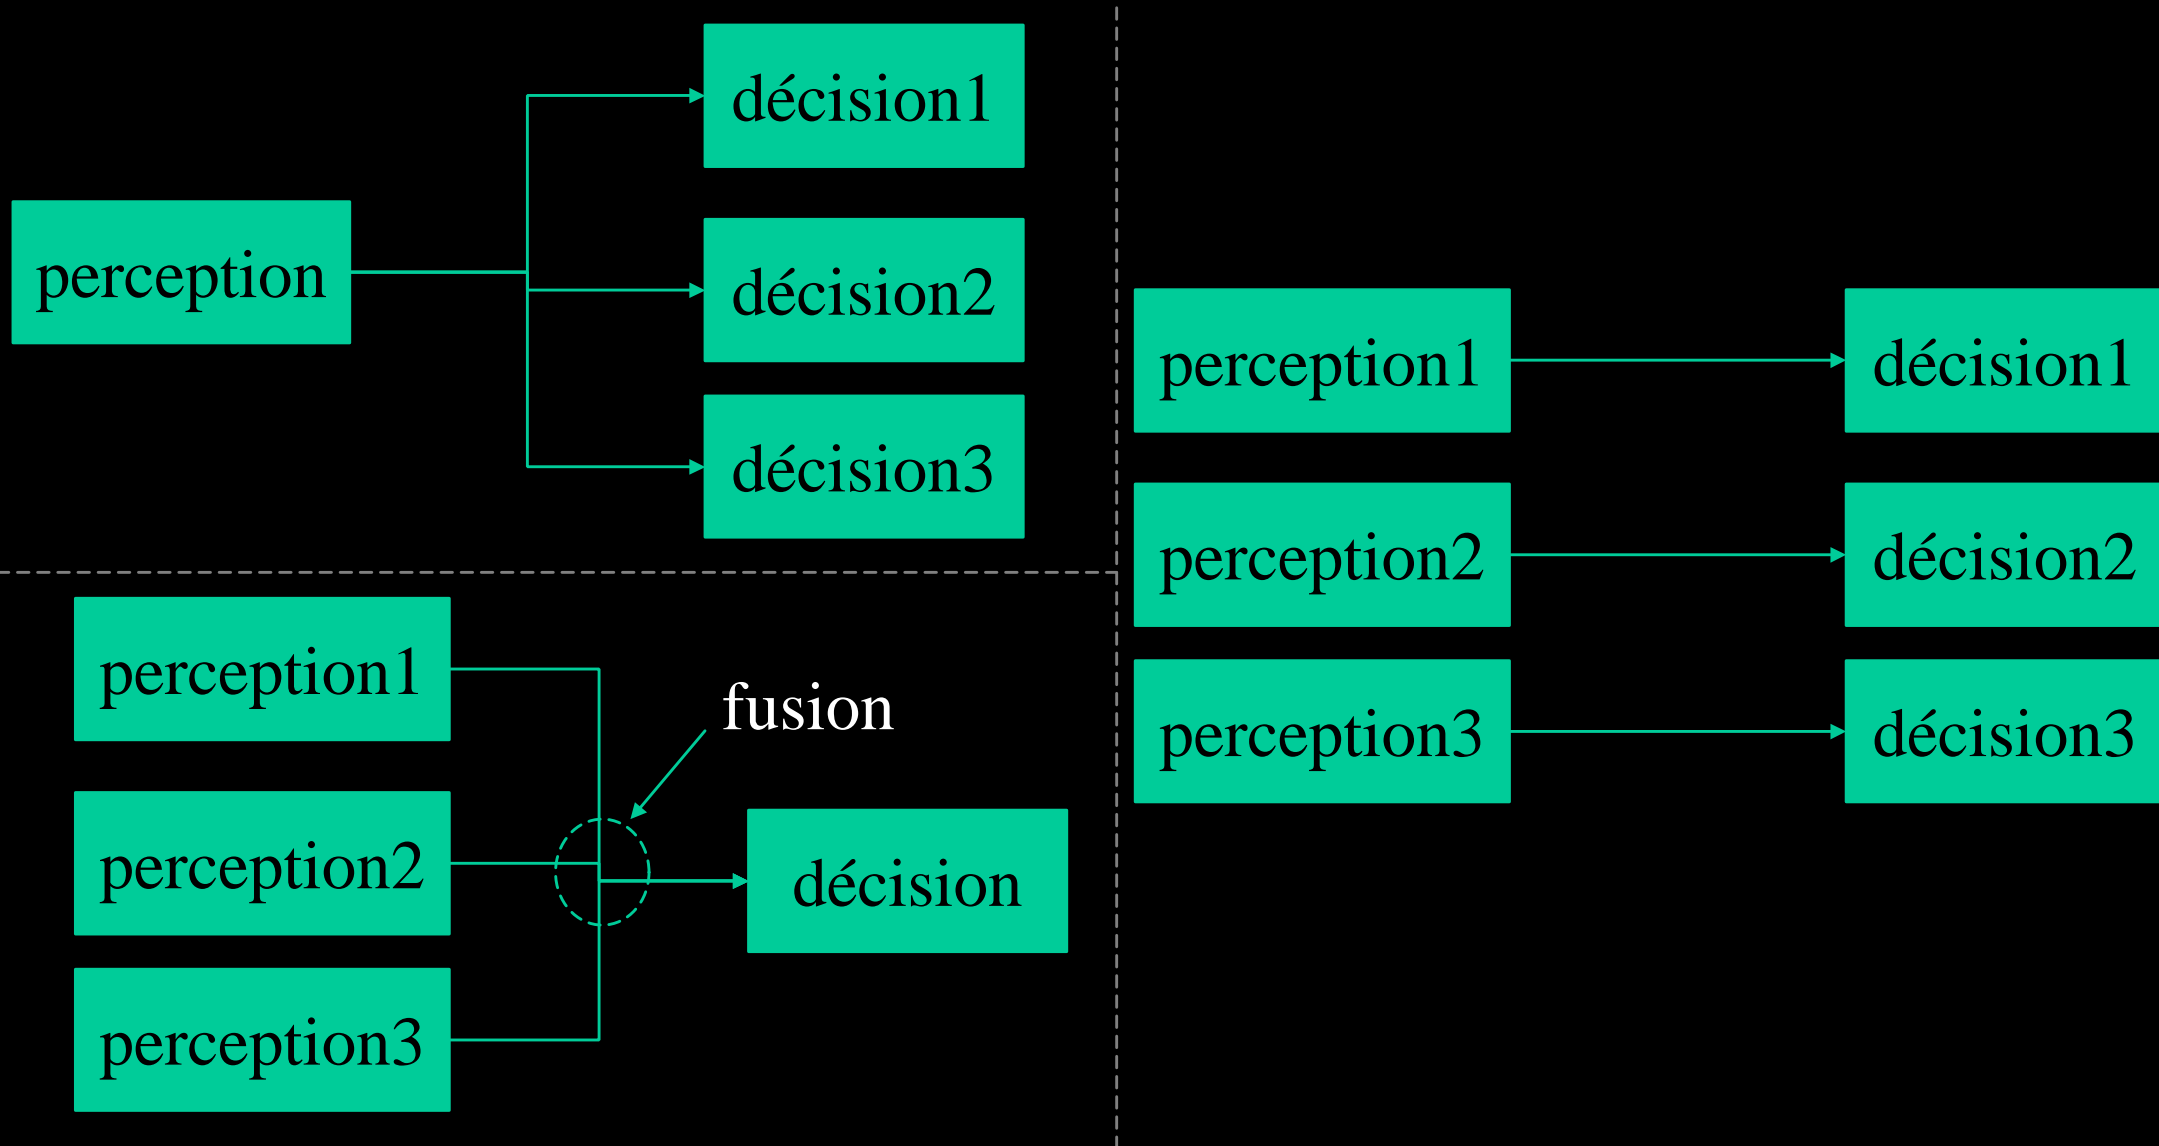 décision1
perception
décision2
décision3
perception1
fusion
perception2
décision
perception3
perception1
décision1
perception2
décision2
perception3
décision3